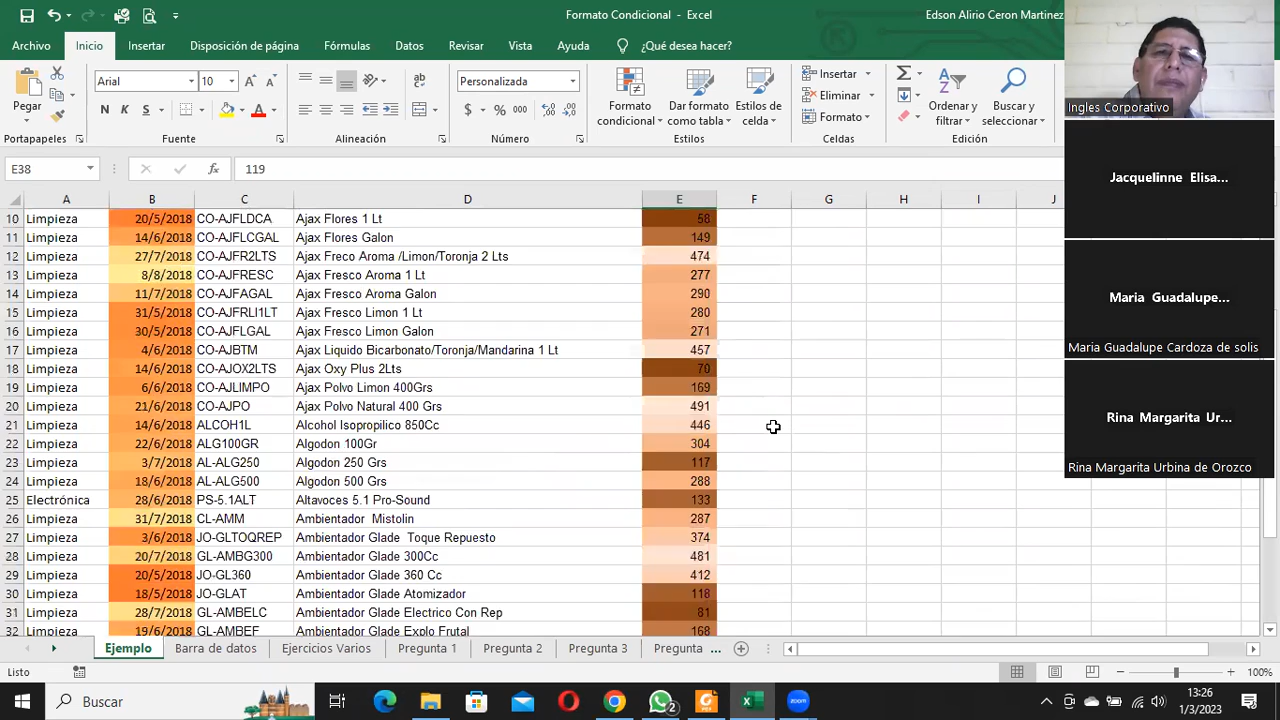 Formato Condicional - Excel
Edson Alirio Ceron Martinez
Archivo Inicio Insertar Disposición de página Fórmulas Datos Revisar Vista Ayuda ¿Qué desea hacer?
Arial 10 Personalizada Insertar
Pegar Formato condicional Dar formato como tabla Estilos de celda Eliminar Ordenar y filtrar Buscar y seleccionar
N K S $ % 000 Formato
Portapapeles Fuente Alineación Número Estilos Celdas Edición
E38 fx 119
A B C D E F G H I J
10 Limpieza 20/5/2018 CO-AJFLDCA Ajax Flores 1 Lt 58
11 Limpieza 14/6/2018 CO-AJFLCGAL Ajax Flores Galon 149
12 Limpieza 27/7/2018 CO-AJFR2LTS Ajax Freco Aroma /Limon/Toronja 2 Lts 474
13 Limpieza 8/8/2018 CO-AJFRESC Ajax Fresco Aroma 1 Lt 277
14 Limpieza 11/7/2018 CO-AJFAGAL Ajax Fresco Aroma Galon 290
15 Limpieza 31/5/2018 CO-AJFRLI1LT Ajax Fresco Limon 1 Lt 280
16 Limpieza 30/5/2018 CO-AJFLGAL Ajax Fresco Limon Galon 271
17 Limpieza 4/6/2018 CO-AJBTM Ajax Liquido Bicarbonato/Toronja/Mandarina 1 Lt 457
18 Limpieza 14/6/2018 CO-AJOX2LTS Ajax Oxy Plus 2Lts 70
19 Limpieza 6/6/2018 CO-AJLIMPO Ajax Polvo Limon 400Grs 169
20 Limpieza 21/6/2018 CO-AJPO Ajax Polvo Natural 400 Grs 491
21 Limpieza 14/6/2018 ALCOH1L Alcohol Isopropilico 850Cc 446
22 Limpieza 22/6/2018 ALG100GR Algodon 100Gr 304
23 Limpieza 3/7/2018 AL-ALG250 Algodon 250 Grs 117
24 Limpieza 18/6/2018 AL-ALG500 Algodon 500 Grs 288
25 Electrónica 28/6/2018 PS-5.1ALT Altavoces 5.1 Pro-Sound 133
26 Limpieza 31/7/2018 CL-AMM Ambientador Mistolin 287
27 Limpieza 3/6/2018 JO-GLTOQREP Ambientador Glade Toque Repuesto 374
28 Limpieza 20/7/2018 GL-AMBG300 Ambientador Glade 300Cc 481
29 Limpieza 20/5/2018 JO-GL360 Ambientador Glade 360 Cc 412
30 Limpieza 18/5/2018 JO-GLAT Ambientador Glade Atomizador 118
31 Limpieza 28/7/2018 GL-AMBELC Ambientador Glade Electrico Con Rep 81
32 Limpieza 19/6/2018 GL-AMBEF Ambientador Glade Explo Frutal 168
Ingles Corporativo
Jacquelinne Elisa...
Maria Guadalupe...
Maria Guadalupe Cardoza de solis
Rina Margarita Ur...
Rina Margarita Urbina de Orozco
Ejemplo Barra de datos Ejercicios Varios Pregunta 1 Pregunta 2 Pregunta 3 Pregunta ...
Listo 100%
Buscar 2 zoom 13:26
1/3/2023